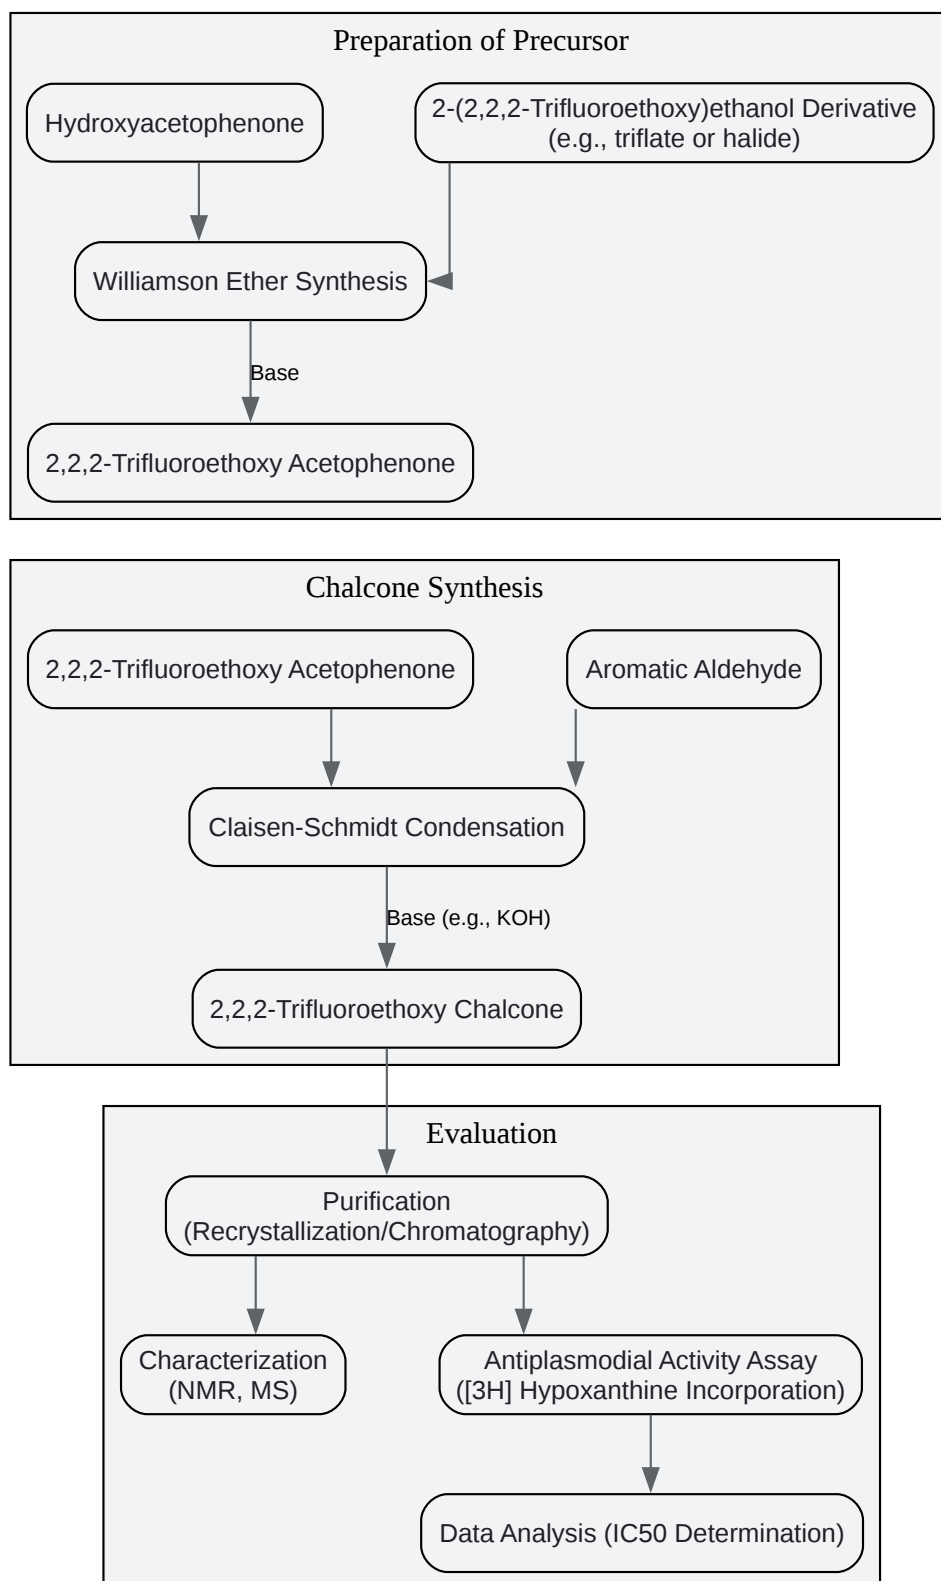 Preparation of Precursor
Hydroxyacetophenone
2-(2,2,2-Trifluoroethoxy)ethanol Derivative
(e.g., triflate or halide)
Williamson Ether Synthesis
Base
2,2,2-Trifluoroethoxy Acetophenone
Chalcone Synthesis
2,2,2-Trifluoroethoxy Acetophenone
Aromatic Aldehyde
Claisen-Schmidt Condensation
Base (e.g., KOH)
2,2,2-Trifluoroethoxy Chalcone
Evaluation
Purification
(Recrystallization/Chromatography)
Characterization
(NMR, MS)
Antiplasmodial Activity Assay
([3H] Hypoxanthine Incorporation)
Data Analysis (IC50 Determination)